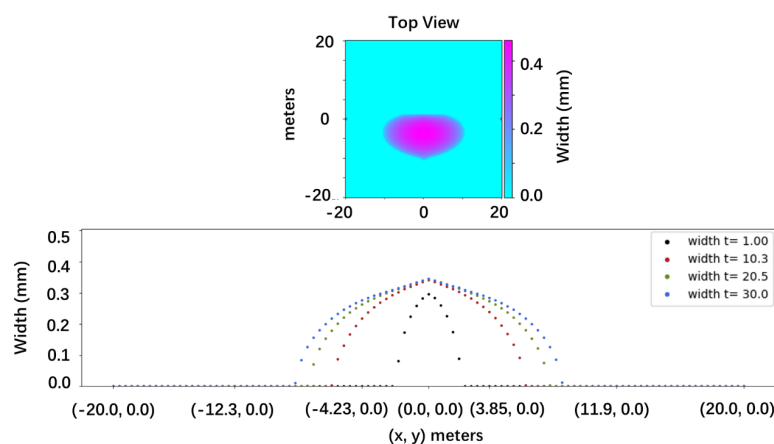 Top View
20
0
-20
meters
-20 0 20
0.4
0.2
0.0
Width (mm)
0.5
0.4
0.3
0.2
0.1
0.0
Width (mm)
width t= 1.00
width t= 10.3
width t= 20.5
width t= 30.0
(-20.0, 0.0) (-12.3, 0.0) (-4.23, 0.0) (0.0, 0.0) (3.85, 0.0) (11.9, 0.0) (20.0, 0.0)
(x, y) meters